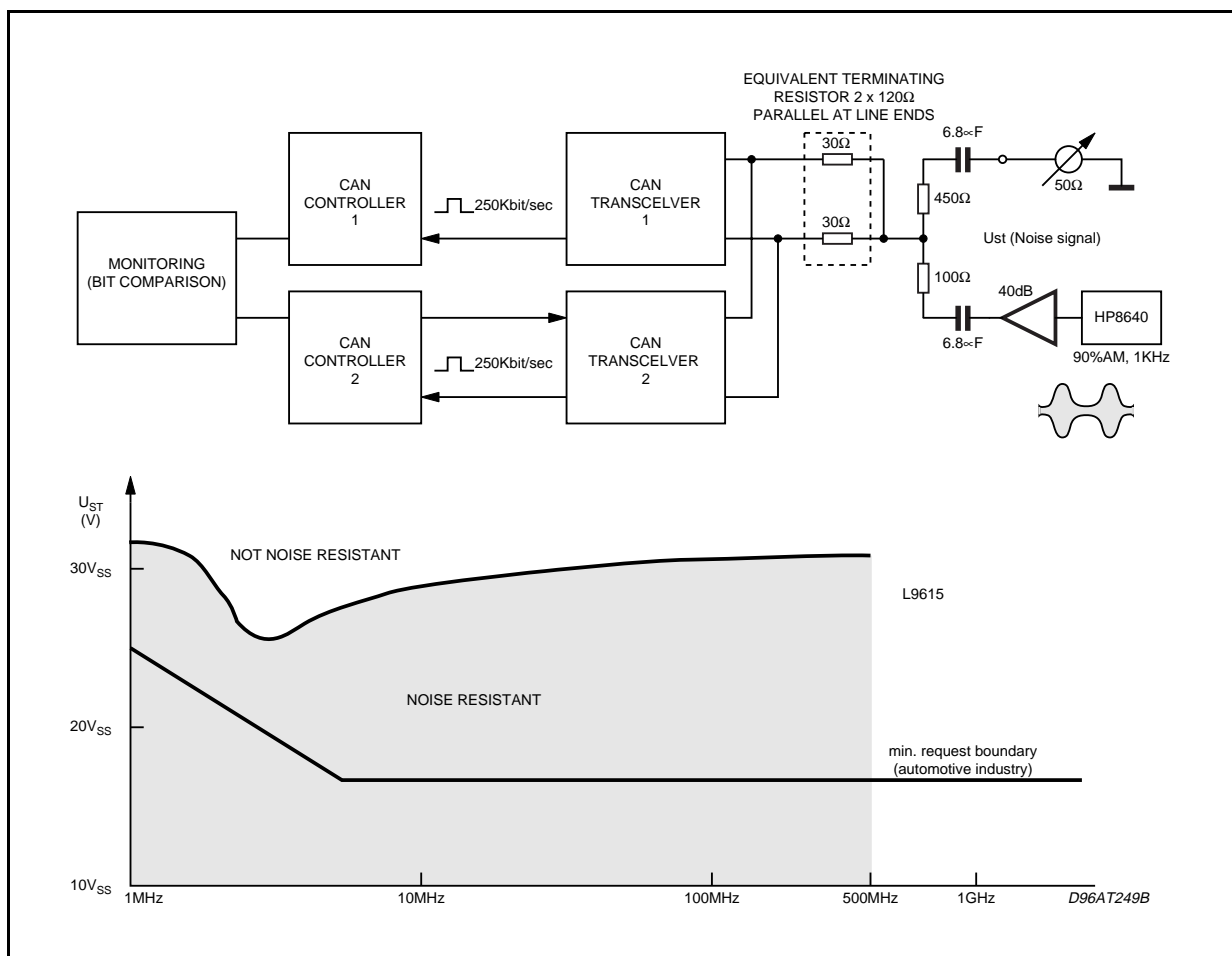 EQUIVALENT TERMINATING
RESISTOR 2 x 120Ω
PARALLEL AT LINE ENDS
MONITORING
(BIT COMPARISON)
CAN
CONTROLLER
1
250Kbit/sec
CAN
TRANSCELVER
1
30Ω
30Ω
6.8∝F
50Ω
450Ω
Ust (Noise signal)
100Ω
40dB
6.8∝F
HP8640
90%AM, 1KHz
CAN
CONTROLLER
2
250Kbit/sec
CAN
TRANSCELVER
2
UST
(V)
30VSS
20VSS
10VSS
NOT NOISE RESISTANT
L9615
NOISE RESISTANT
min. request boundary
(automotive industry)
1MHz
10MHz
100MHz
500MHz
1GHz
D96AT249B